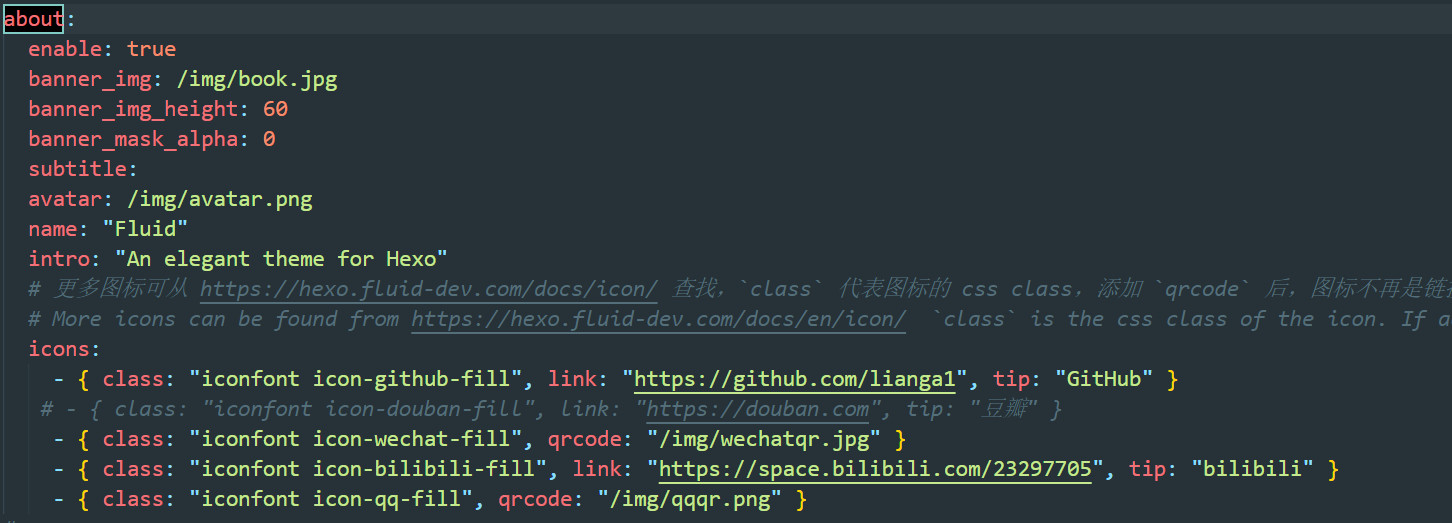 about:
enable: true
banner_img: /img/book.jpg
banner_img_height: 60
banner_mask_alpha: 0
subtitle:
avatar: /img/avatar.png
name: "Fluid"
intro: "An elegant theme for Hexo"
# 更多图标可从 https://hexo.fluid-dev.com/docs/icon/ 查找，`class` 代表图标的 css class，添加 `qrcode` 后，图标不再是链
# More icons can be found from https://hexo.fluid-dev.com/docs/en/icon/  `class` is the css class of the icon. If
icons:
- { class: "iconfont icon-github-fill", link: "https://github.com/lianga1", tip: "GitHub" }
# - { class: "iconfont icon-douban-fill", link: "https://douban.com", tip: "豆瓣" }
- { class: "iconfont icon-wechat-fill", qrcode: "/img/wechatqr.jpg" }
- { class: "iconfont icon-bilibili-fill", link: "https://space.bilibili.com/23297705", tip: "bilibili" }
- { class: "iconfont icon-qq-fill", qrcode: "/img/qqqr.png" }